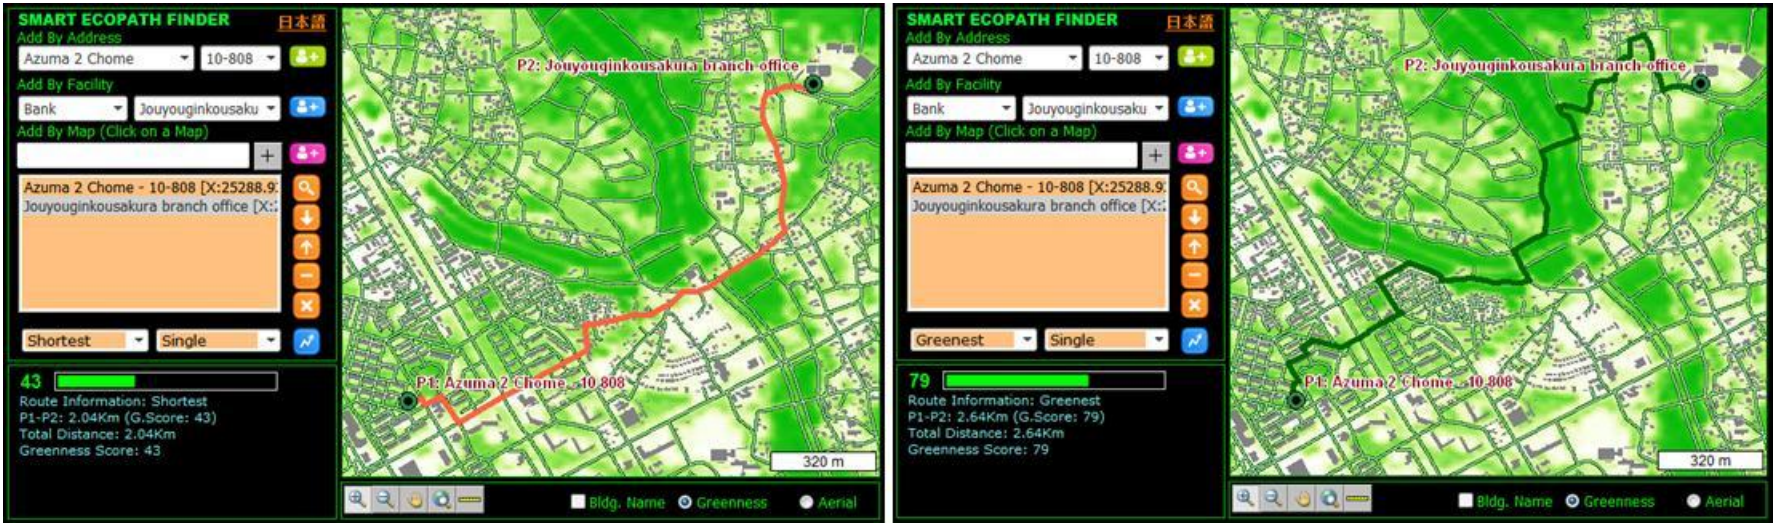 SMART ECOPATH FINDER 日本語
Add By Address
Azuma 2 Chome 10-808
Add By Facility
Bank Jouyouginkousaku
Add By Map (Click on a Map)
+
Azuma 2 Chome - 10-808 [X:25288.9
Jouyouginkousakura branch office [X:
Shortest Single
43
Route Information: Shortest
P1-P2: 2.04Km (G.Score: 43)
Total Distance: 2.04Km
Greenness Score: 43
P2: Jouyouginkousakura branch office
P1: Azuma 2 Chome - 10-808
320 m
Bldg. Name Greenness Aerial
SMART ECOPATH FINDER 日本語
Add By Address
Azuma 2 Chome 10-808
Add By Facility
Bank Jouyouginkousaku
Add By Map (Click on a Map)
+
Azuma 2 Chome - 10-808 [X:25288.9
Jouyouginkousakura branch office [X:
Greenest Single
79
Route Information: Greenest
P1-P2: 2.64Km (G.Score: 79)
Total Distance: 2.64Km
Greenness Score: 79
P2: Jouyouginkousakura branch office
P1: Azuma 2 Chome - 10-808
320 m
Bldg. Name Greenness Aerial